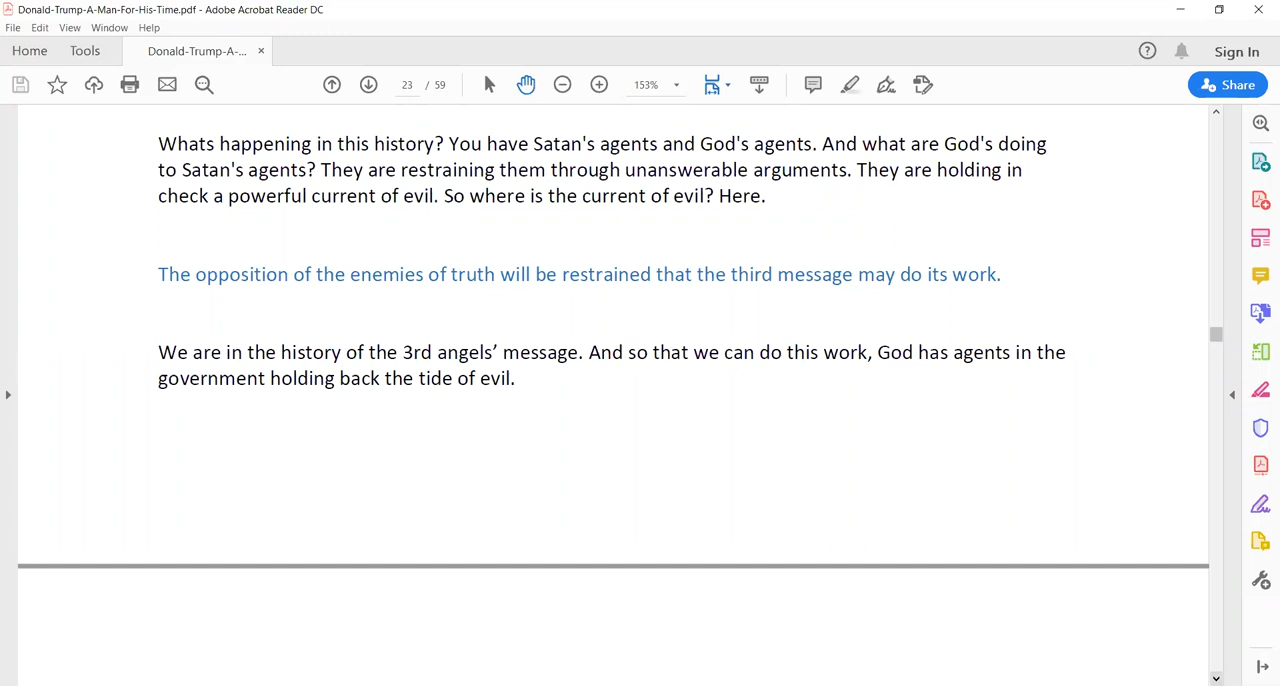 Donald-Trump-A-Man-For-His-Time.pdf - Adobe Acrobat Reader DC
File Edit View Window Help
Home Tools Donald-Trump-A-... × Sign In
23 / 59 153% Share
Whats happening in this history? You have Satan's agents and God's agents. And what are God's doing
to Satan's agents? They are restraining them through unanswerable arguments. They are holding in
check a powerful current of evil. So where is the current of evil? Here.
The opposition of the enemies of truth will be restrained that the third message may do its work.
We are in the history of the 3rd angels’ message. And so that we can do this work, God has agents in the
government holding back the tide of evil.